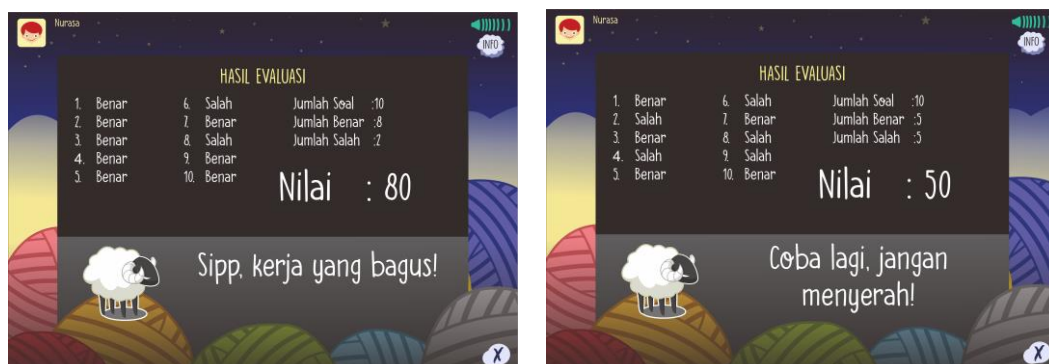 Nurasa
INFO
HASIL EVALUASI
1. Benar
2. Benar
3. Benar
4. Benar
5. Benar
6. Salah
7. Benar
8. Salah
9. Benar
10. Benar
Jumlah Soal :10
Jumlah Benar :8
Jumlah Salah :2
Nilai : 80
Sipp, kerja yang bagus!
X
Nurasa
INFO
HASIL EVALUASI
1. Benar
2. Salah
3. Benar
4. Salah
5. Benar
6. Salah
7. Benar
8. Salah
9. Salah
10. Benar
Jumlah Soal :10
Jumlah Benar :5
Jumlah Salah :5
Nilai : 50
Coba lagi, jangan
menyerah!
X